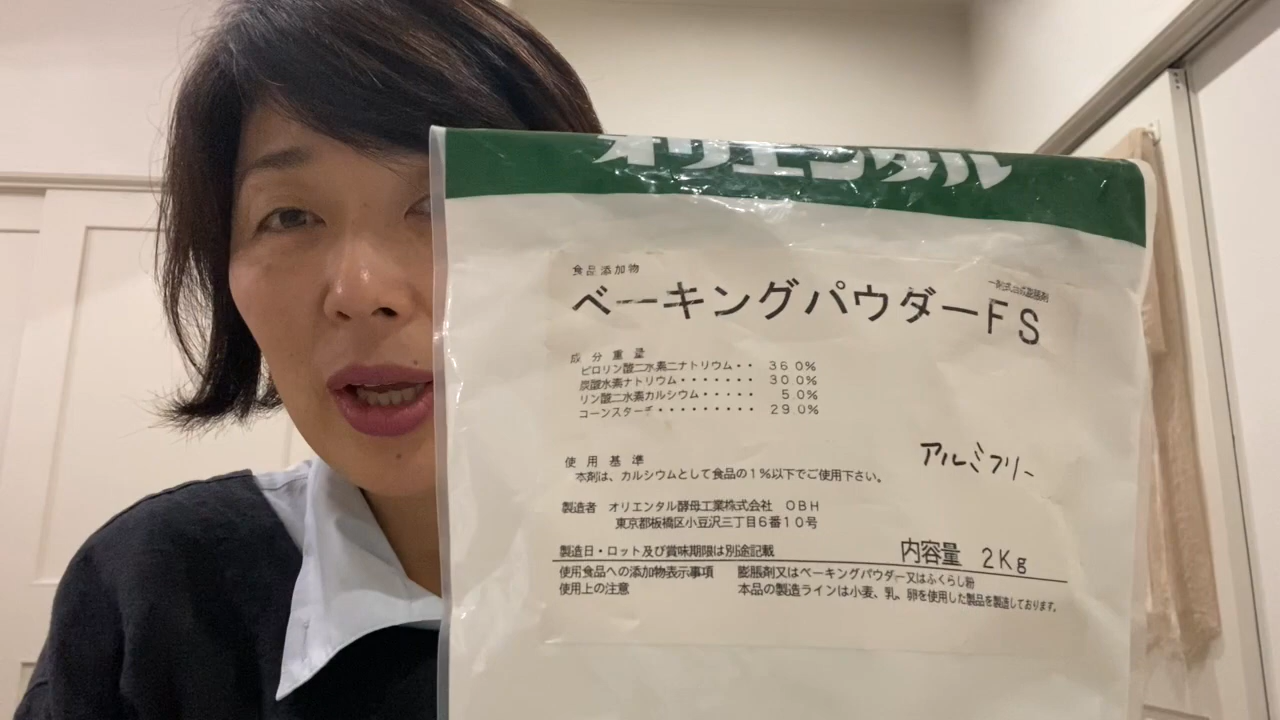 オリエンタル
食品添加物
一剤式合成膨脹剤
ベーキングパウダーFS
成分重量
ピロリン酸二水素二ナトリウム・・ 36.0%
炭酸水素ナトリウム・・・・・・・ 30.0%
リン酸二水素カルシウム・・・・・ 5.0%
コーンスターチ・・・・・・・・・ 29.0%
アルミフリー
使用基準
本剤は、カルシウムとして食品の1%以下でご使用下さい。
製造者 オリエンタル酵母工業株式会社 OBH
東京都板橋区小豆沢三丁目6番10号
製造日・ロット及び賞味期限は別途記載
内容量 2Kg
使用食品への添加物表示事項 膨脹剤又はベーキングパウダー又はふくらし粉
使用上の注意 本品の製造ラインは小麦、乳、卵を使用した製品を製造しております。